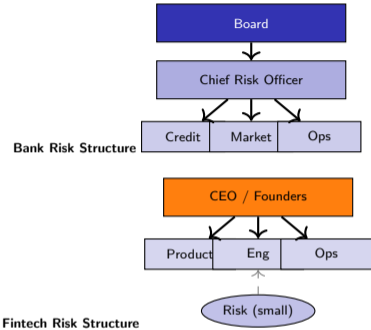 Board
Chief Risk Officer
Credit Market Ops
Bank Risk Structure
CEO / Founders
Product Eng Ops
Risk (small)
Fintech Risk Structure